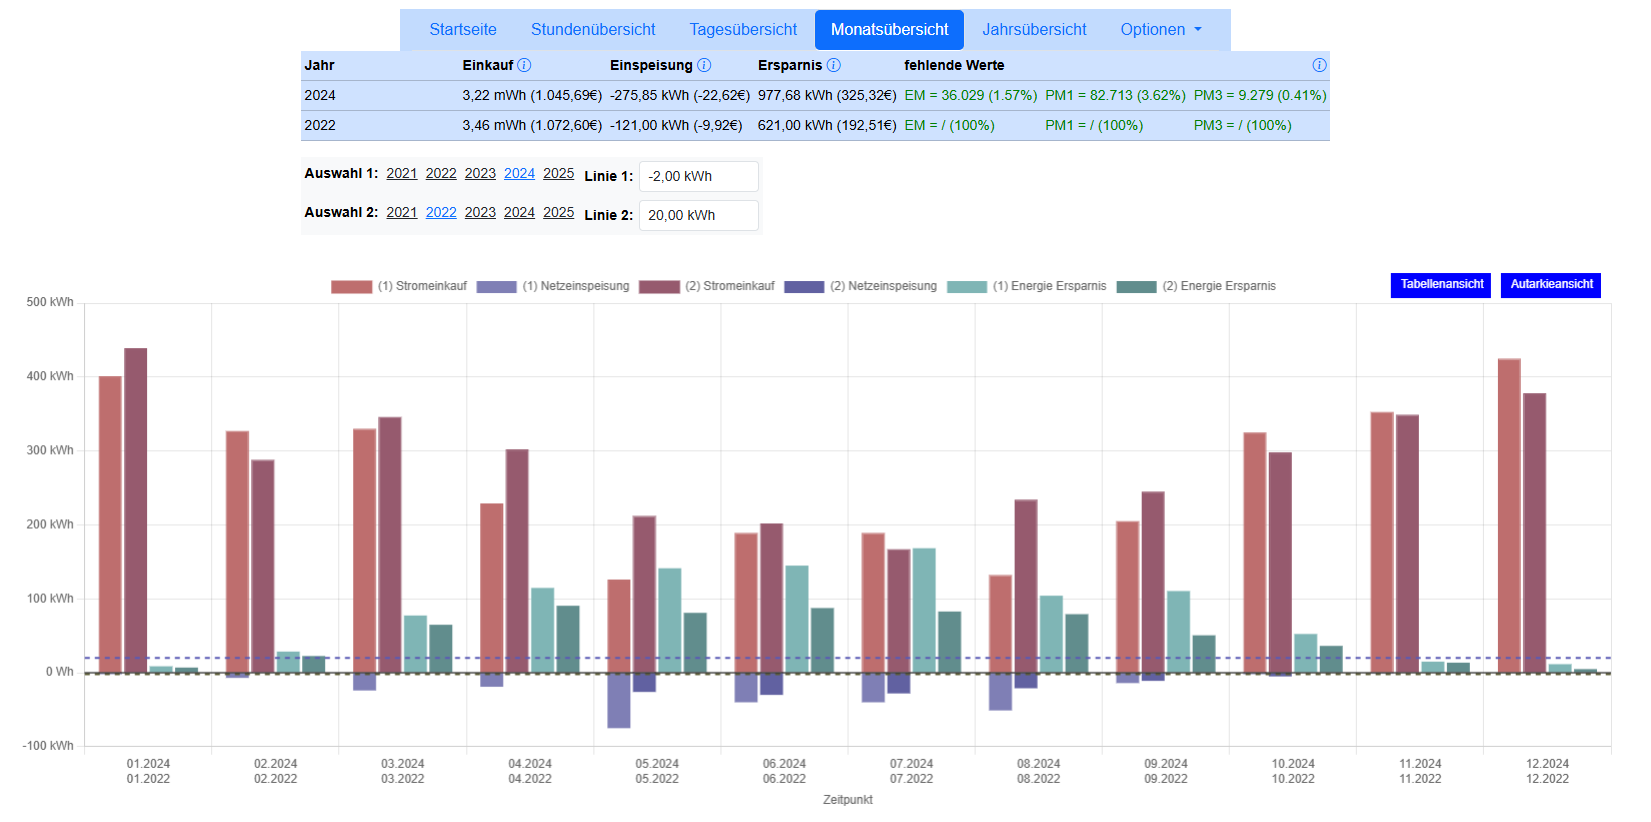 Startseite Stundenübersicht Tagesübersicht Monatsübersicht Jahrsübersicht Optionen
Jahr Einkauf Einspeisung Ersparnis fehlende Werte
2024 3,22 mWh (1.045,69€) -275,85 kWh (-22,62€) 977,68 kWh (325,32€) EM = 36.029 (1.57%) PM1 = 82.713 (3.62%) PM3 = 9.279 (0.41%)
2022 3,46 mWh (1.072,60€) -121,00 kWh (-9,92€) 621,00 kWh (192,51€) EM = / (100%) PM1 = / (100%) PM3 = / (100%)
Auswahl 1: 2021 2022 2023 2024 2025 Linie 1: -2,00 kWh
Auswahl 2: 2021 2022 2023 2024 2025 Linie 2: 20,00 kWh
(1) Stromeinkauf (1) Netzeinspeisung (2) Stromeinkauf (2) Netzeinspeisung (1) Energie Ersparnis (2) Energie Ersparnis Tabellenansicht Autarkieansicht
500 kWh
400 kWh
300 kWh
200 kWh
100 kWh
0 Wh
-100 kWh
01.2024 02.2024 03.2024 04.2024 05.2024 06.2024 07.2024 08.2024 09.2024 10.2024 11.2024 12.2024
01.2022 02.2022 03.2022 04.2022 05.2022 06.2022 07.2022 08.2022 09.2022 10.2022 11.2022 12.2022
Zeitpunkt